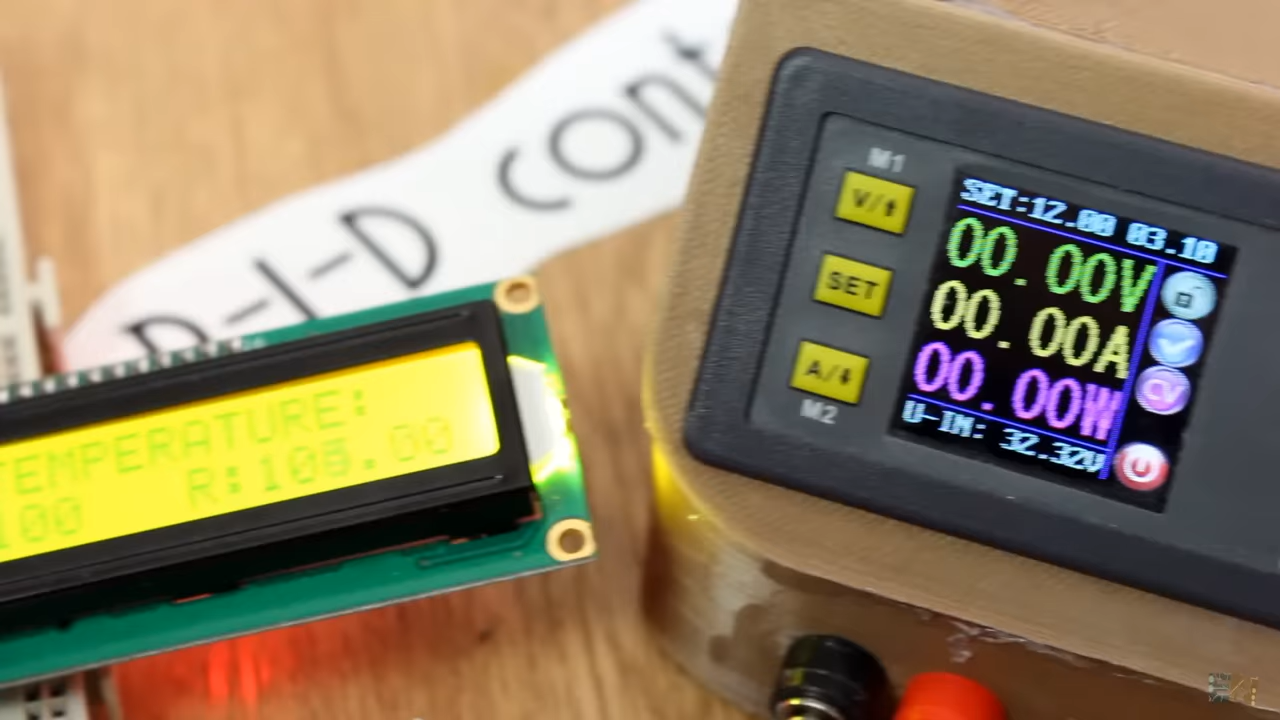 P-I-D cont
TEMPERATURE:
100 R:108.00
M1
V/⬆
SET
A/⬇
M2
SET:12.00 03.10
00.00V
00.00A
00.00W
U-IN: 32.32V
CV